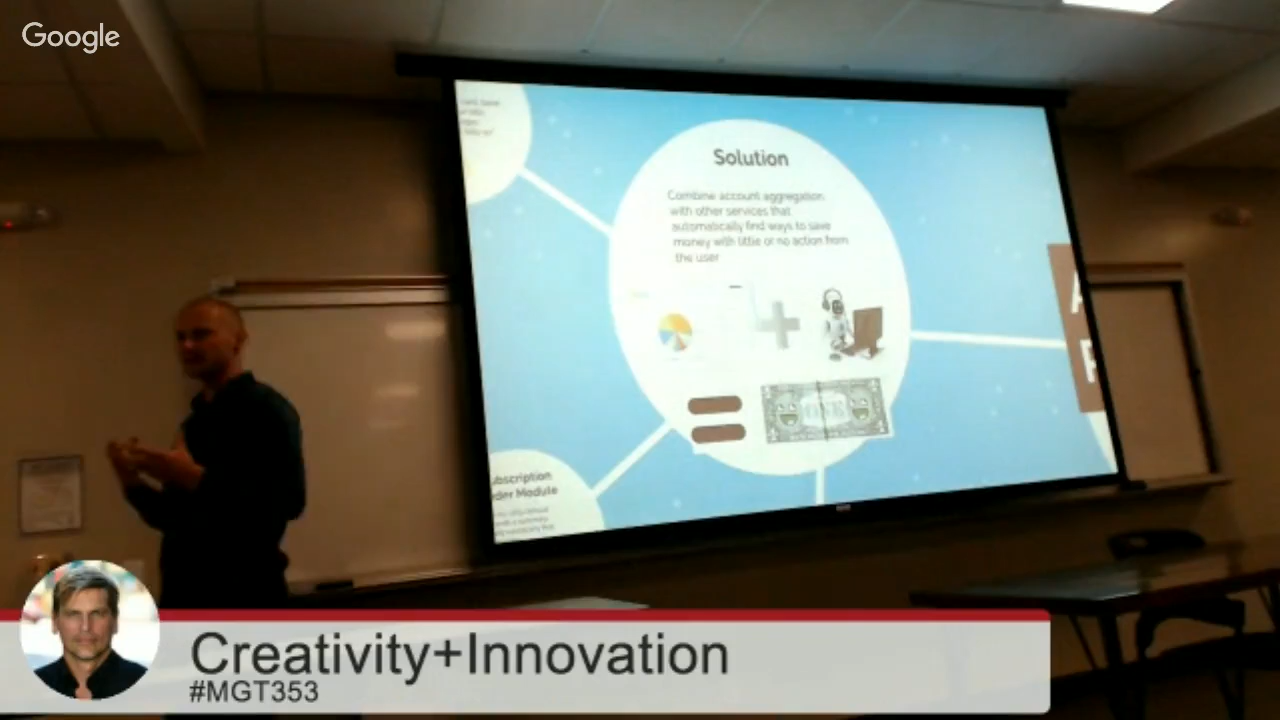 Google
Solution
Combine account aggregation
with other services that
automatically find ways to save
money with little or no action from
the user
ubscription
der Module
A
Creativity+Innovation
#MGT353